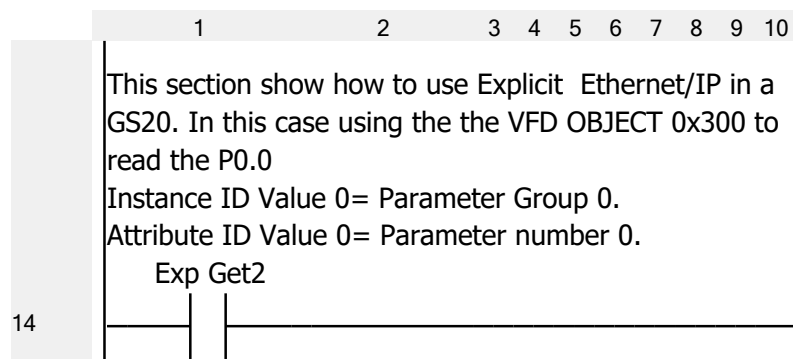 1 2 3 4 5 6 7 8 9 10
This section show how to use Explicit  Ethernet/IP in a
GS20. In this case using the the VFD OBJECT 0x300 to
read the P0.0
Instance ID Value 0= Parameter Group 0.
Attribute ID Value 0= Parameter number 0.
Exp Get2
14